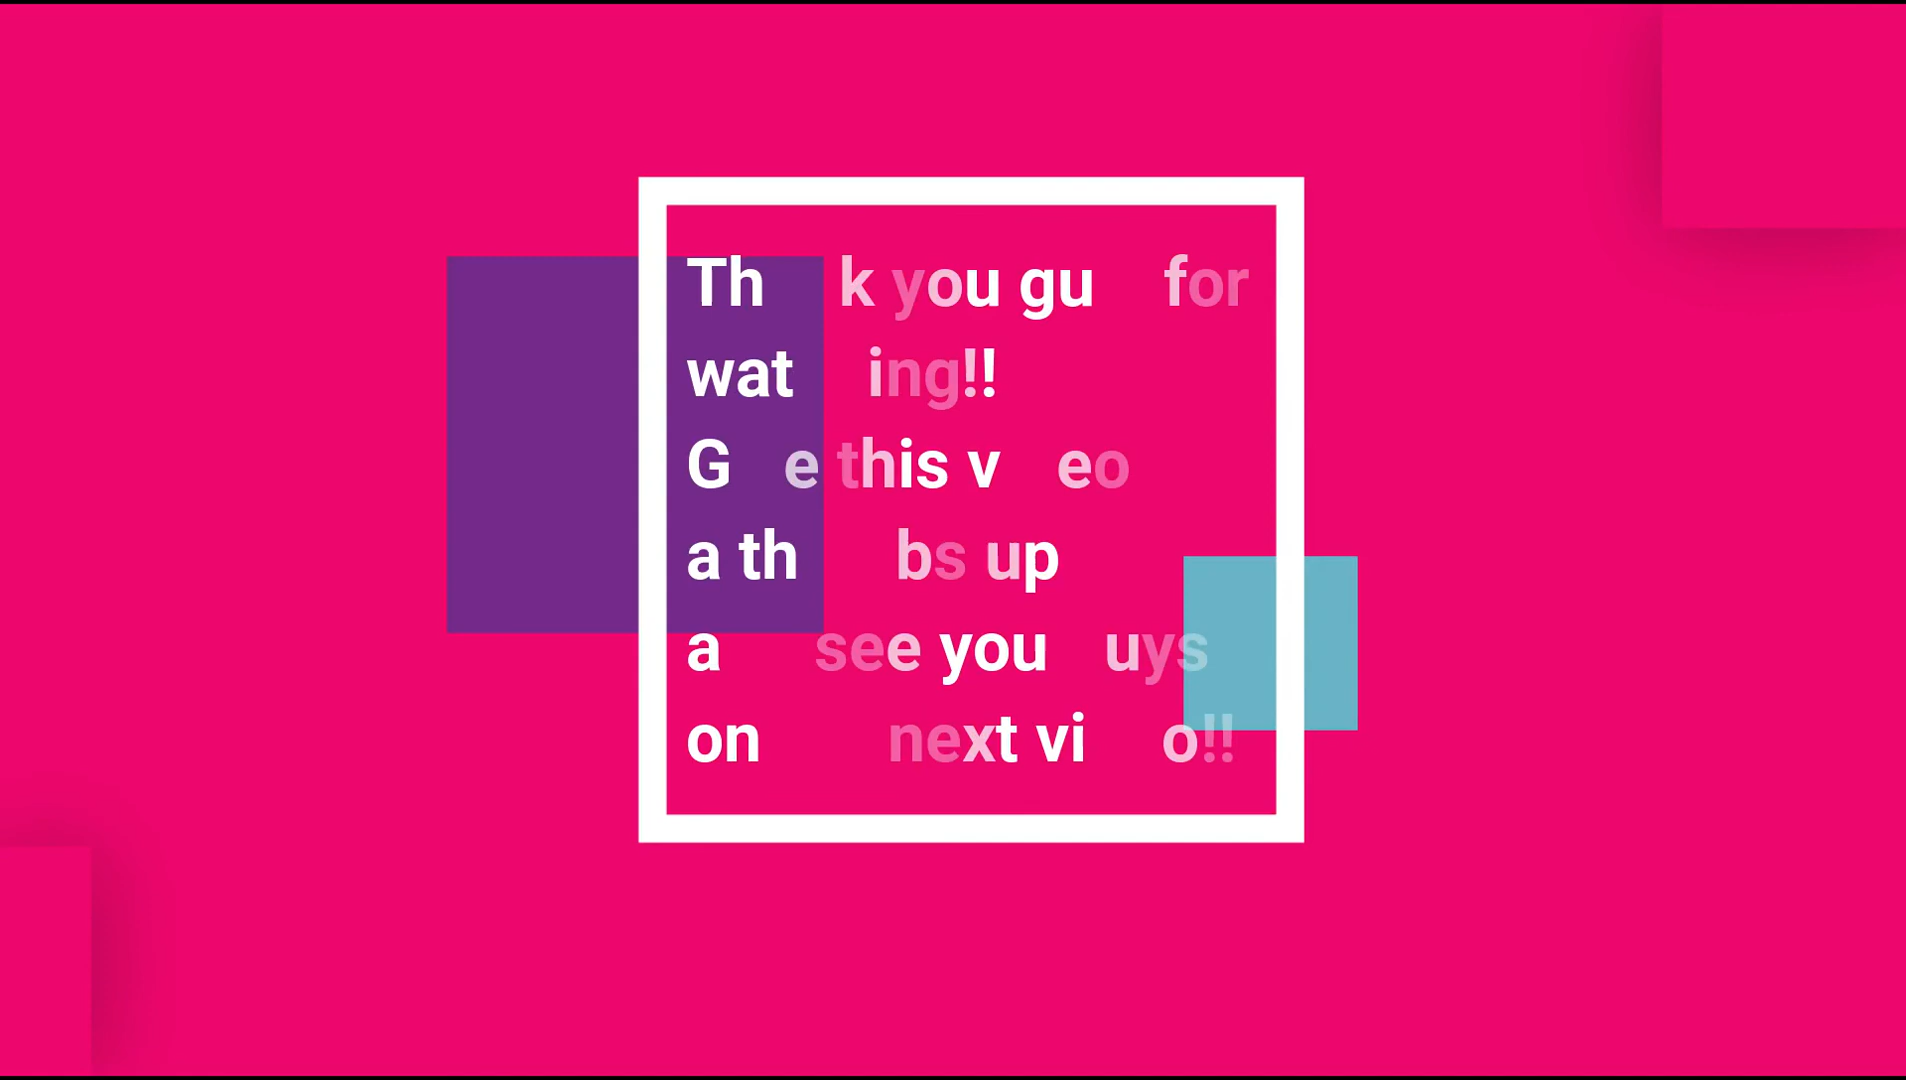 Th k you gu for
wat ing!!
G e this v eo
a th bs up
a see you uys
on next vi o!!